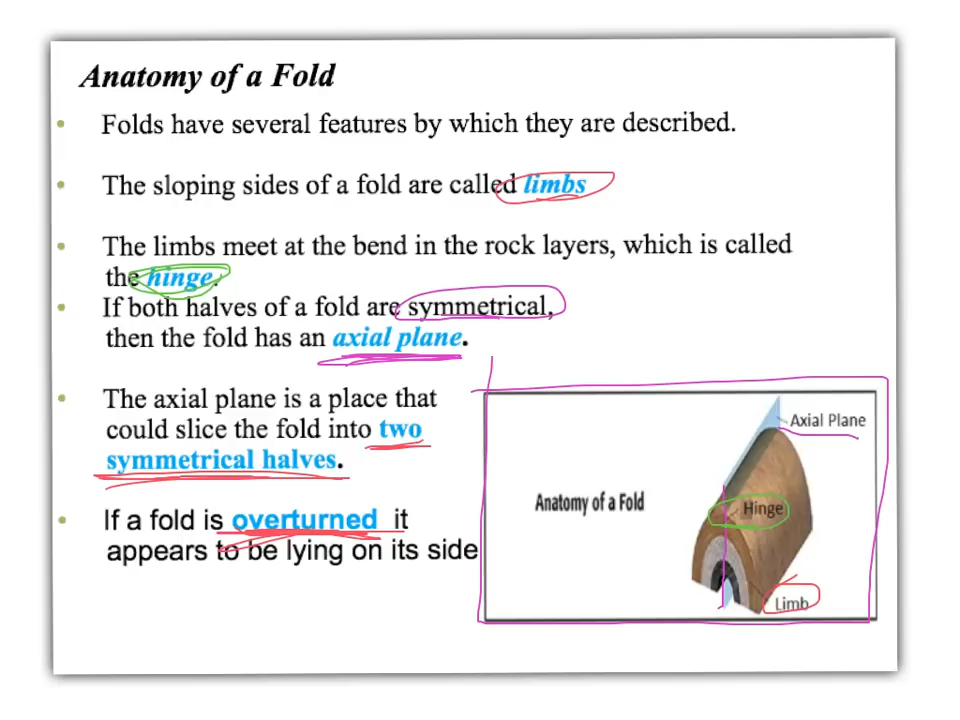 Anatomy of a Fold
• Folds have several features by which they are described.
• The sloping sides of a fold are called limbs
• The limbs meet at the bend in the rock layers, which is called
the hinge.
• If both halves of a fold are symmetrical,
then the fold has an axial plane.
• The axial plane is a place that
could slice the fold into two
symmetrical halves.
• If a fold is overturned it
appears to be lying on its side
Axial Plane
Anatomy of a Fold
Hinge
Limb